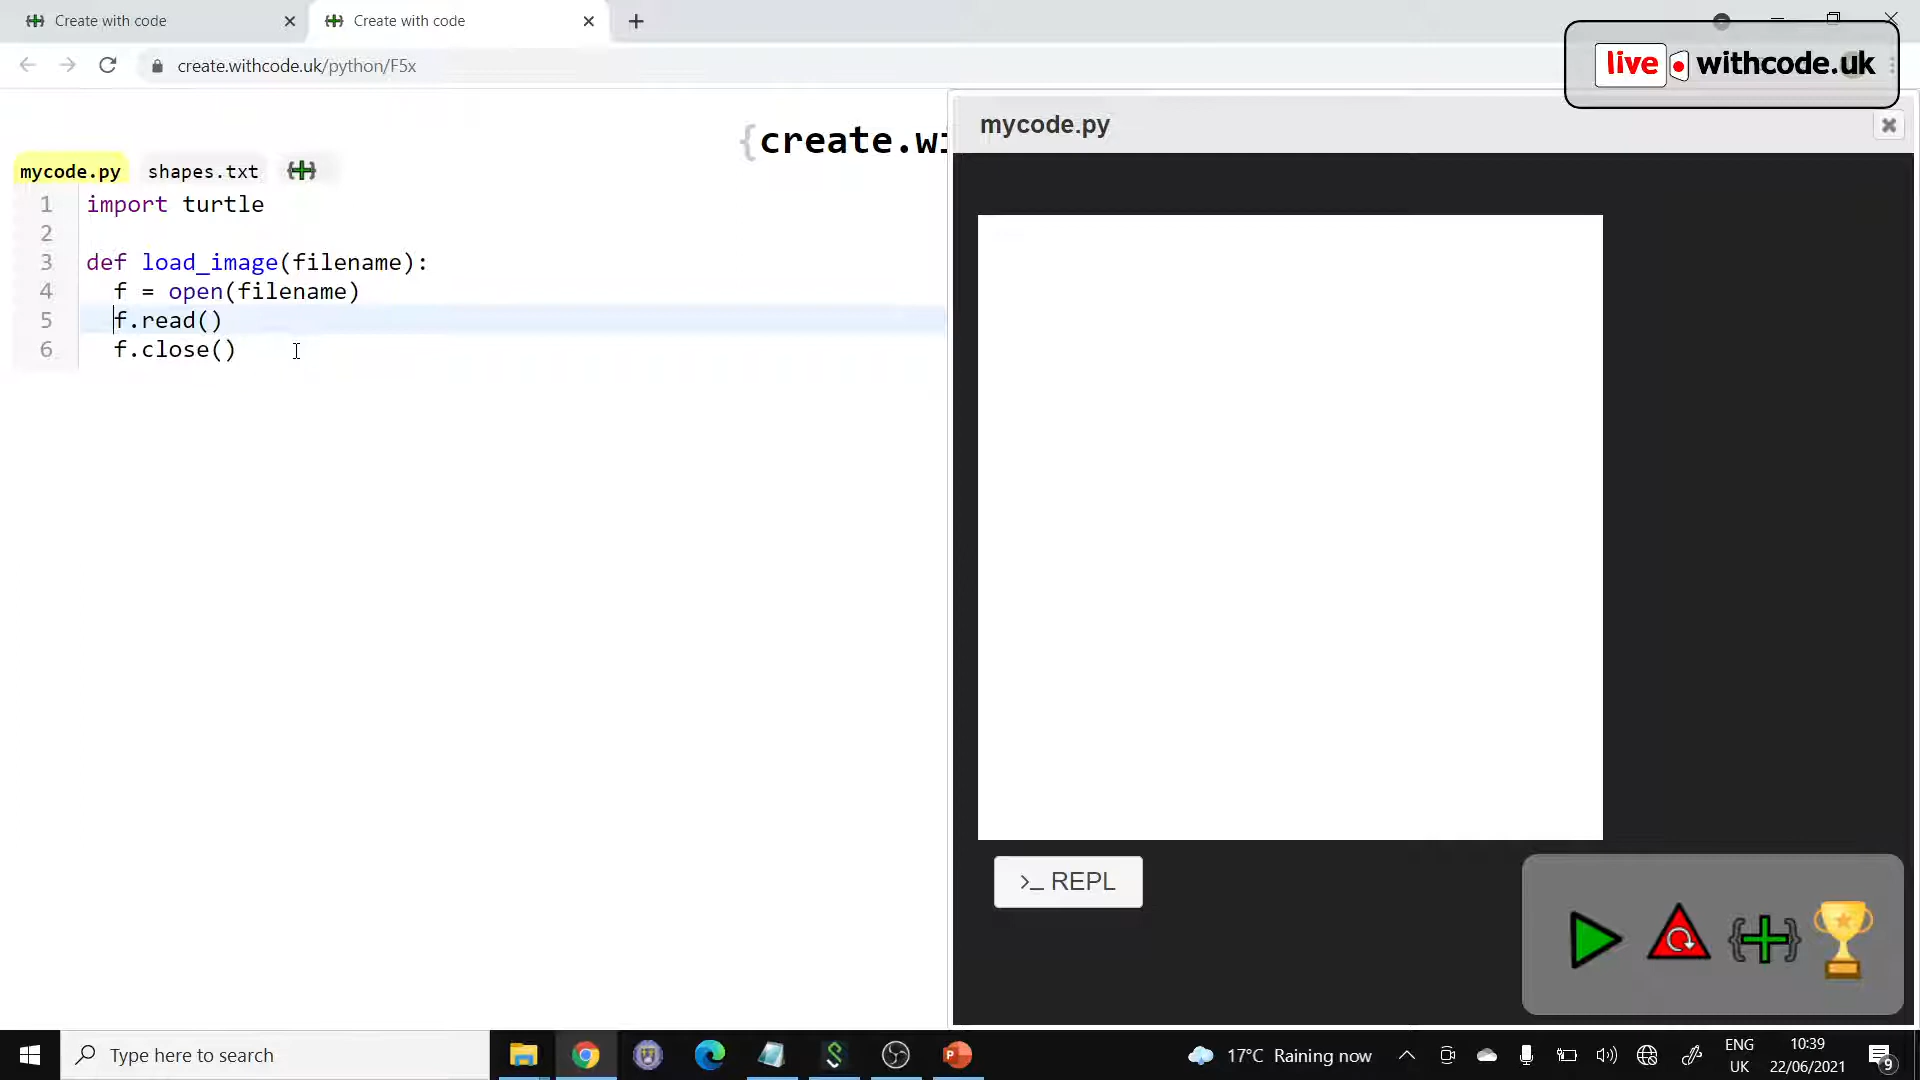 Create with code
Create with code
create.withcode.uk/python/F5x
live withcode.uk
{create.wi
mycode.py
mycode.py shapes.txt
1 import turtle
2
3 def load_image(filename):
4 f = open(filename)
5 f.read()
6 f.close()
>_ REPL
Type here to search
17°C Raining now
ENG
UK
10:39
22/06/2021
9